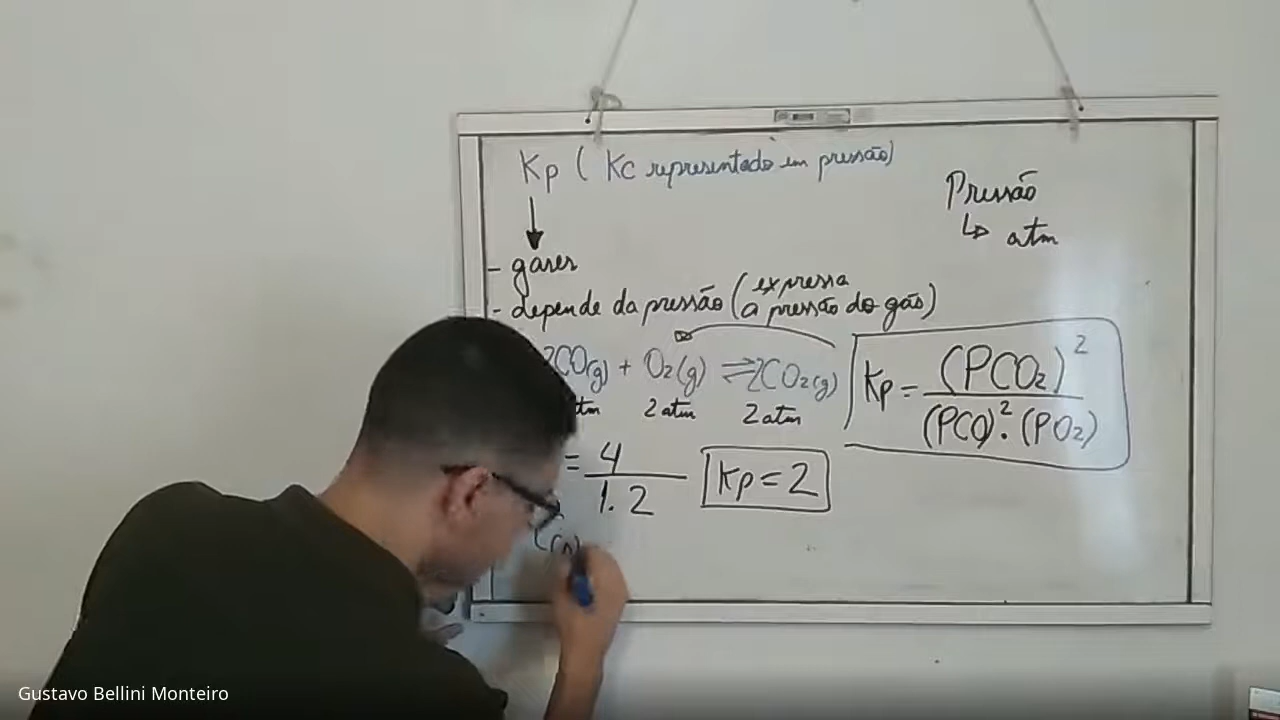 Kp ( Kc representado em pressão)
Pressão
↳ atm
- gases
- depende da pressão (expressa
a pressão do gás)
2CO(g) + O₂(g) ⇌ 2CO₂(g)
Kp = (PCO₂)² / (PCO)² . (PO₂)
atm 2 atm 2 atm
= 4 / 1. 2 Kp = 2
C(s)
Gustavo Bellini Monteiro